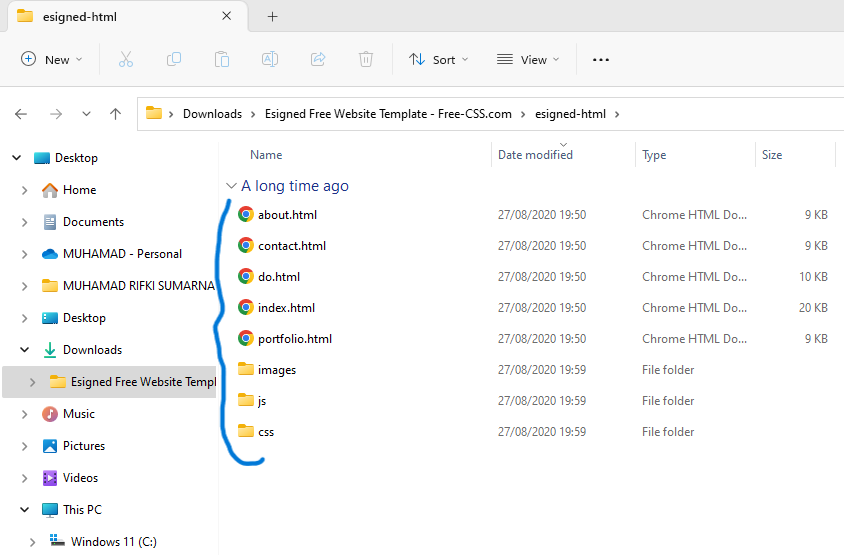 esigned-html
New
Sort
View
Downloads
Esigned Free Website Template - Free-CSS.com
esigned-html
Name
Date modified
Type
Size
Desktop
Home
Documents
MUHAMAD - Personal
MUHAMAD RIFKI SUMARNA
Desktop
Downloads
Esigned Free Website Templ
Music
Pictures
Videos
This PC
Windows 11 (C:)
A long time ago
about.html 27/08/2020 19:50 Chrome HTML Do... 9 KB
contact.html 27/08/2020 19:50 Chrome HTML Do... 9 KB
do.html 27/08/2020 19:50 Chrome HTML Do... 10 KB
index.html 27/08/2020 19:50 Chrome HTML Do... 20 KB
portfolio.html 27/08/2020 19:50 Chrome HTML Do... 9 KB
images 27/08/2020 19:59 File folder
js 27/08/2020 19:59 File folder
css 27/08/2020 19:59 File folder